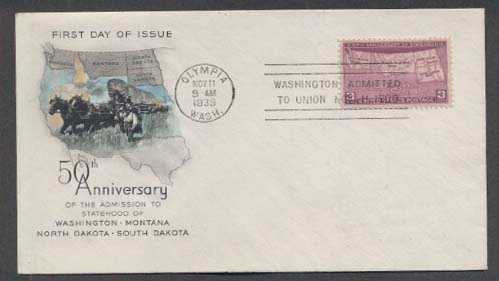 FIRST DAY OF ISSUE
MONTANA
NORTH DAKOTA
SOUTH DAKOTA
50th
Anniversary
OF THE ADMISSION TO
STATEHOOD OF
WASHINGTON · MONTANA
NORTH DAKOTA · SOUTH DAKOTA
OLYMPIA
NOV 11
9-AM
1939
WASH.
WASHINGTON ADMITTED
TO UNION
3
3